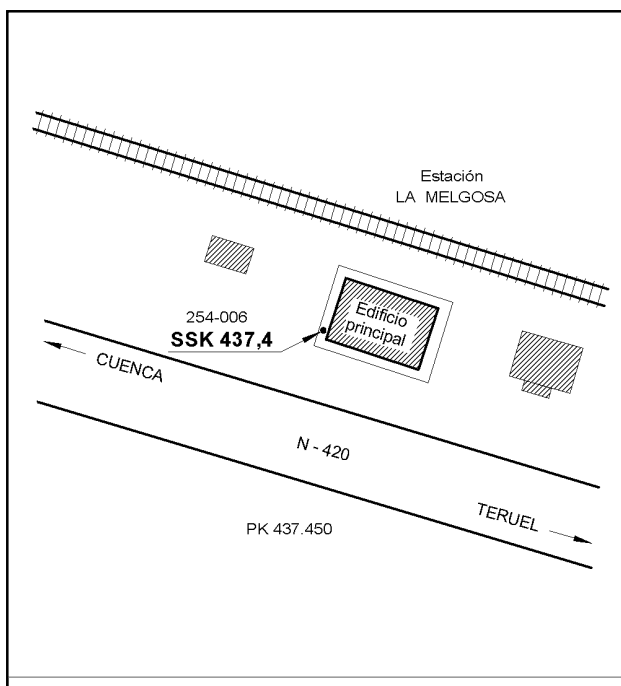 Estación
LA MELGOSA
254-006
SSK 437,4
Edificio
principal
CUENCA
N - 420
TERUEL
PK 437.450